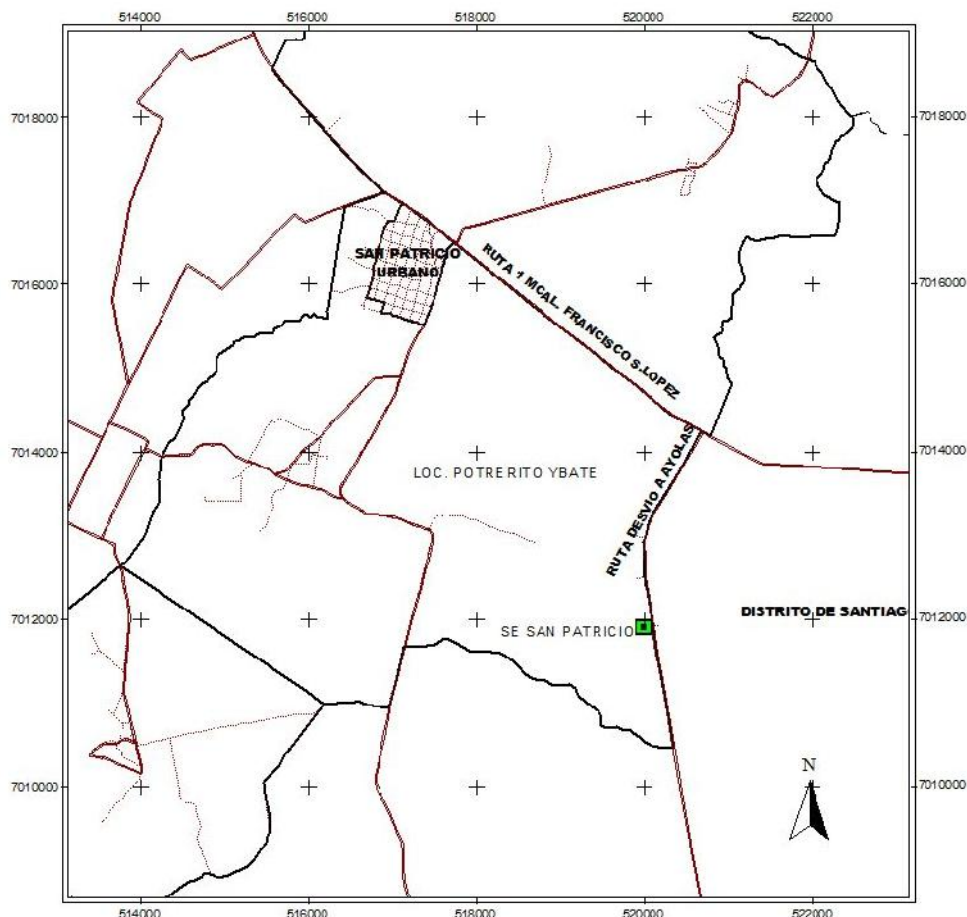 514000 516000 518000 520000 522000
7018000 7018000
SAN PATRICIO
URBANO
RUTA 1 MCAL. FRANCISCO S.LOPEZ
7016000 7016000
7014000 7014000
LOC. POTRERITO YBATE
RUTA DESVIO A AYOLAS
7012000 7012000
DISTRITO DE SANTIAG
SE SAN PATRICIO
N
7010000 7010000
514000 516000 518000 520000 522000